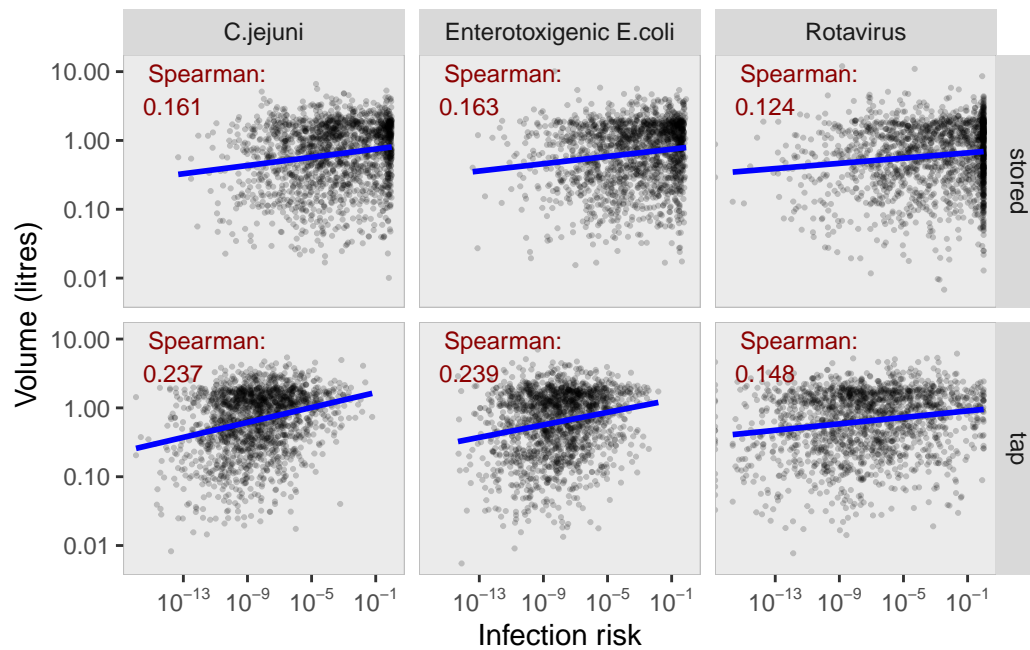 C.jejuni
Enterotoxigenic E.coli
Rotavirus
Volume (litres)
10.00
1.00
0.10
0.01
Spearman:
0.161
Spearman:
0.163
Spearman:
0.124
stored
10.00
1.00
0.10
0.01
Spearman:
0.237
Spearman:
0.239
Spearman:
0.148
tap
10⁻¹³ 10⁻⁹ 10⁻⁵ 10⁻¹
10⁻¹³ 10⁻⁹ 10⁻⁵ 10⁻¹
10⁻¹³ 10⁻⁹ 10⁻⁵ 10⁻¹
Infection risk